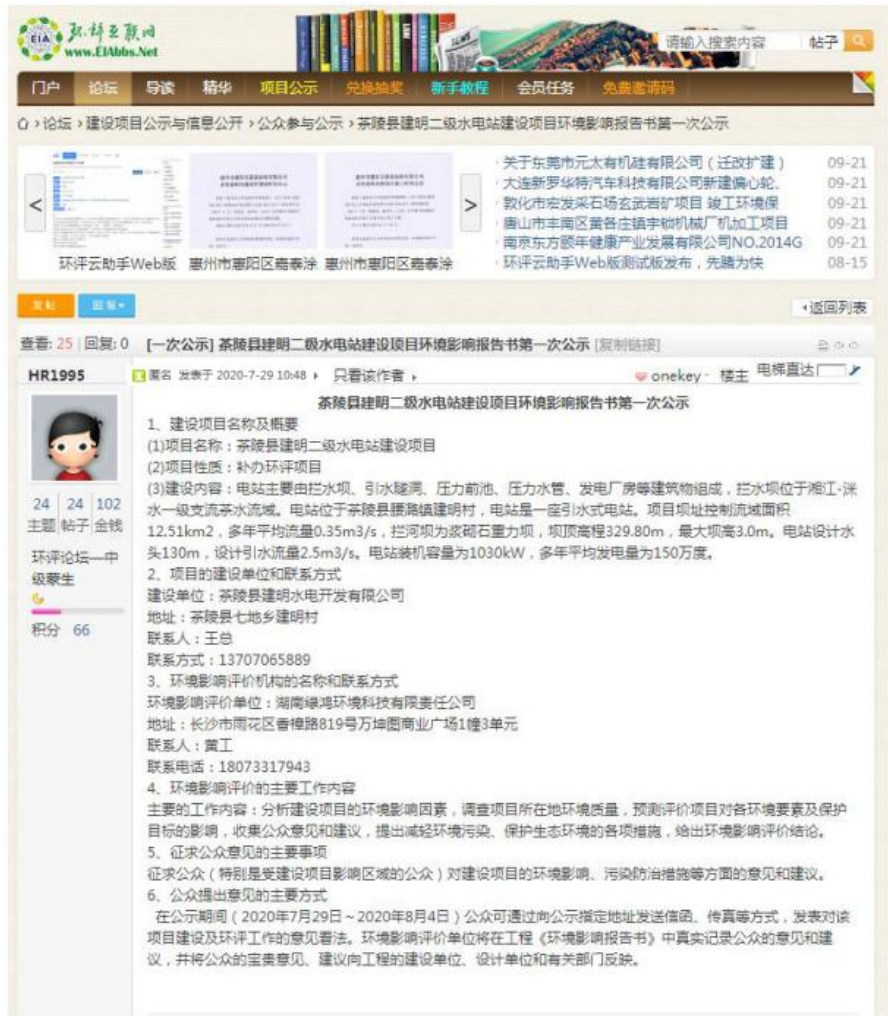 EIA
环评互联网
www.EIAbbs.Net
请输入搜索内容 帖子
门户 论坛 导读 精华 项目公示 兑换抽奖 新手教程 会员任务 免费邀请码
›论坛›建设项目公示与信息公开›公众参与公示›茶陵县建明二级水电站建设项目环境影响报告书第一次公示
关于东莞市元太有机硅有限公司（迁改扩建） 09-21
大连新罗华特汽车科技有限公司新建偏心轮、 09-21
敦化市宏发采石场玄武岩矿项目 竣工环境保 09-21
唐山市丰南区黄各庄镇宇锁机械厂机加工项目 09-21
南京东方颐年健康产业发展有限公司NO.2014G 09-21
环评云助手Web版测试版发布，先睹为快 08-15
环评云助手Web版 惠州市惠阳区嘉泰涂 惠州市惠阳区嘉泰涂
发帖 回复 返回列表
查看: 25 | 回复: 0 [一次公示] 茶陵县建明二级水电站建设项目环境影响报告书第一次公示 [复制链接]
HR1995 匿名 发表于 2020-7-29 10:48 只看该作者 onekey 楼主 电梯直达
24 24 102
主题 帖子 金钱
环评论坛—中
级蒙生
积分 66
茶陵县建明二级水电站建设项目环境影响报告书第一次公示
1、建设项目名称及概要
(1)项目名称：茶陵县建明二级水电站建设项目
(2)项目性质：补办环评项目
(3)建设内容：电站主要由拦水坝、引水隧洞、压力前池、压力水管、发电厂房等建筑物组成，拦水坝位于湘江-洣
水一级支流茶水流域。电站位于茶陵县腰潞镇建明村，电站是一座引水式电站。项目坝址控制流域面积
12.51km2，多年平均流量0.35m3/s，拦河坝为浆砌石重力坝，坝顶高程329.80m，最大坝高3.0m。电站设计水
头130m，设计引水流量2.5m3/s。电站装机容量为1030kW，多年平均发电量为150万度。
2、项目的建设单位和联系方式
建设单位：茶陵县建明水电开发有限公司
地址：茶陵县七地乡建明村
联系人：王总
联系方式：13707065889
3、环境影响评价机构的名称和联系方式
环境影响评价单位：湖南绿鸿环境科技有限责任公司
地址：长沙市雨花区香樟路819号万坤图商业广场1幢3单元
联系人：黄工
联系电话：18073317943
4、环境影响评价的主要工作内容
主要的工作内容：分析建设项目的环境影响因素，调查项目所在地环境质量，预测评价项目对各环境要素及保护
目标的影响，收集公众意见和建议，提出减轻环境污染、保护生态环境的各项措施，给出环境影响评价结论。
5、征求公众意见的主要事项
征求公众（特别是受建设项目影响区域的公众）对建设项目的环境影响、污染防治措施等方面的意见和建议。
6、公众提出意见的主要方式
在公示期间（2020年7月29日～2020年8月4日）公众可通过向公示指定地址发送信函、传真等方式，发表对该
项目建设及环评工作的意见看法。环境影响评价单位将在工程《环境影响报告书》中真实记录公众的意见和建
议，并将公众的宝贵意见、建议向工程的建设单位、设计单位和有关部门反映。